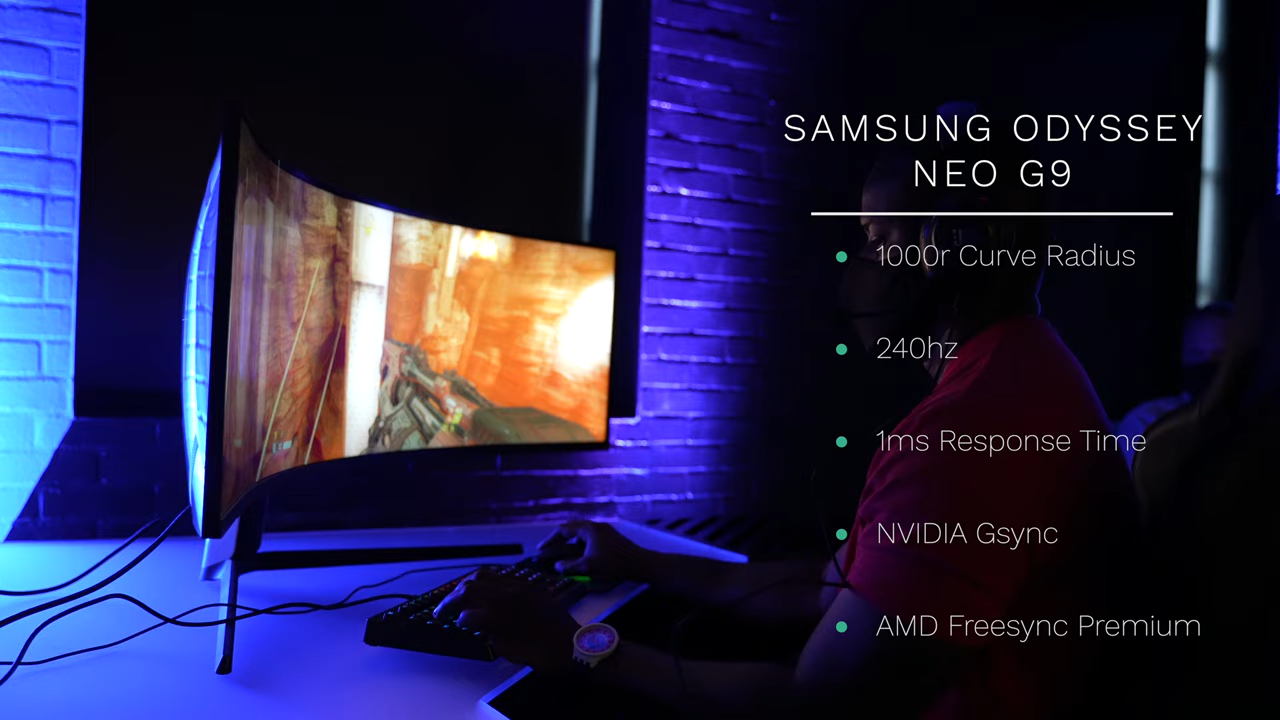 SAMSUNG ODYSSEY
NEO G9
1000r Curve Radius
240hz
1ms Response Time
NVIDIA Gsync
AMD Freesync Premium